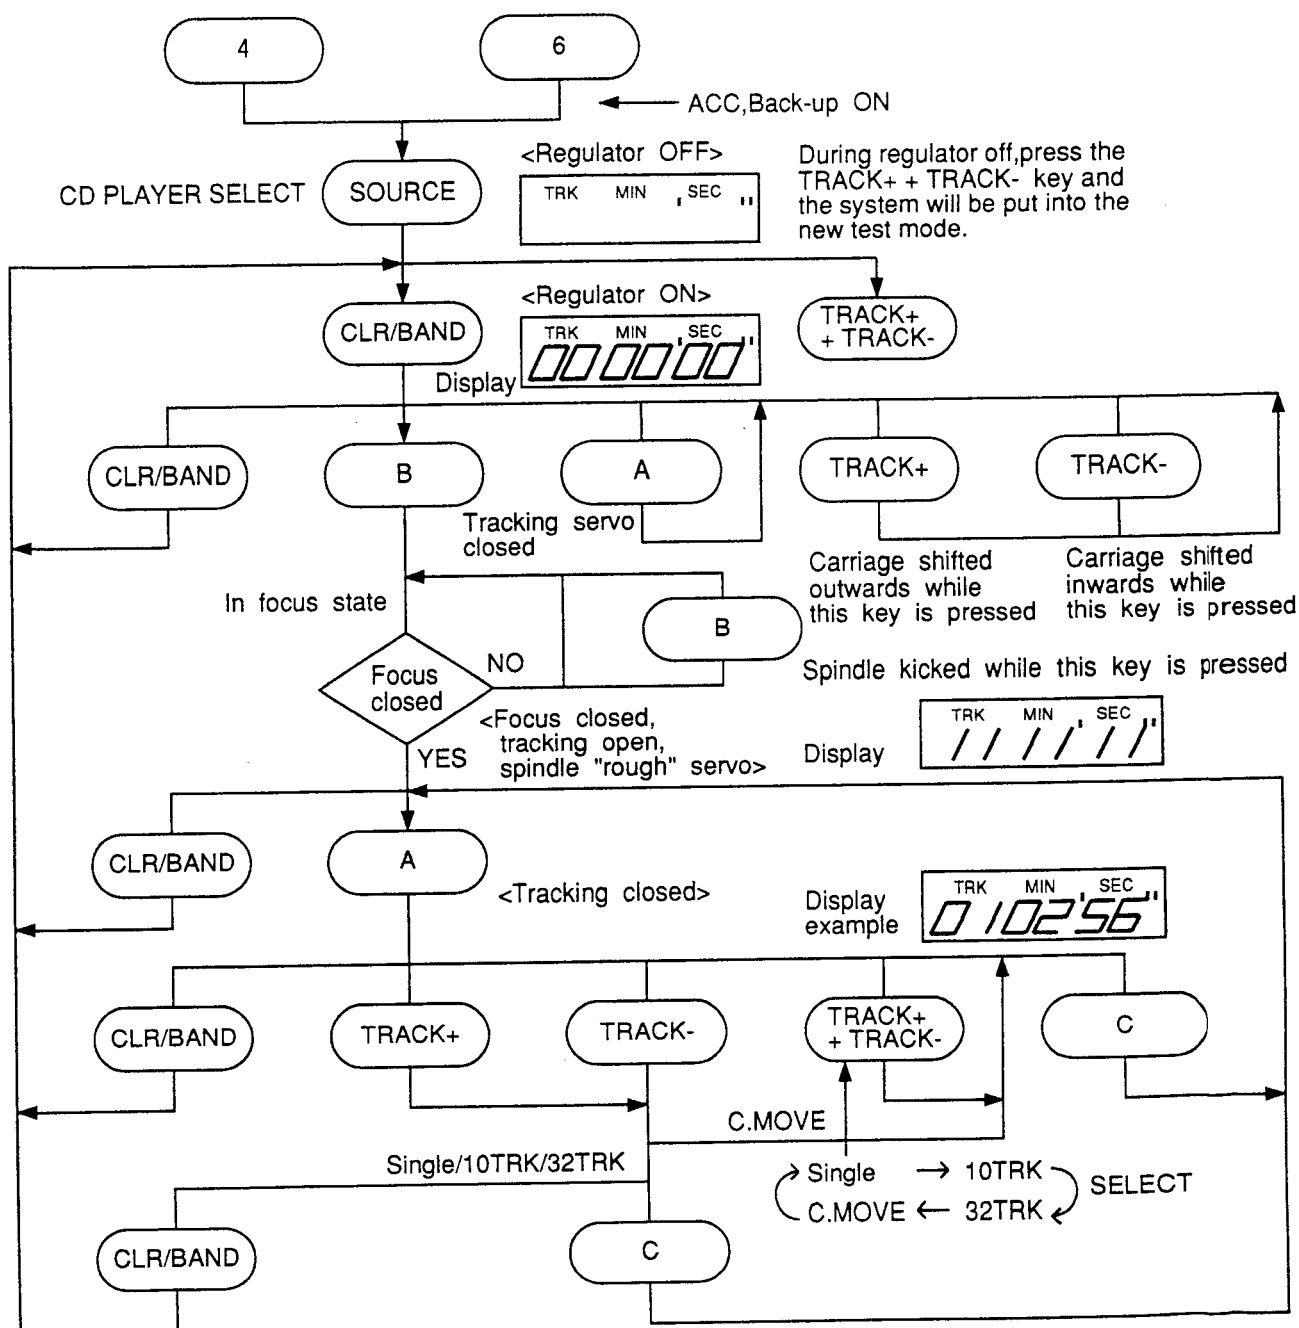 4
6
ACC,Back-up ON
CD PLAYER SELECT
SOURCE
<Regulator OFF>
TRK MIN ' SEC "
During regulator off,press the
TRACK+ + TRACK- key and
the system will be put into the
new test mode.
CLR/BAND
<Regulator ON>
TRK MIN ' SEC "
00 00 00
Display
TRACK+
+ TRACK-
CLR/BAND
B
A
TRACK+
TRACK-
Tracking servo
closed
Carriage shifted
outwards while
this key is pressed
Carriage shifted
inwards while
this key is pressed
In focus state
B
Focus
closed
NO
Spindle kicked while this key is pressed
YES
<Focus closed,
tracking open,
spindle "rough" servo>
Display
TRK MIN ' SEC "
/ / / / / /
CLR/BAND
A
<Tracking closed>
Display
example
TRK MIN ' SEC "
01 02 56
CLR/BAND
TRACK+
TRACK-
TRACK+
+ TRACK-
C
C.MOVE
Single/10TRK/32TRK
Single → 10TRK
C.MOVE ← 32TRK
SELECT
CLR/BAND
C